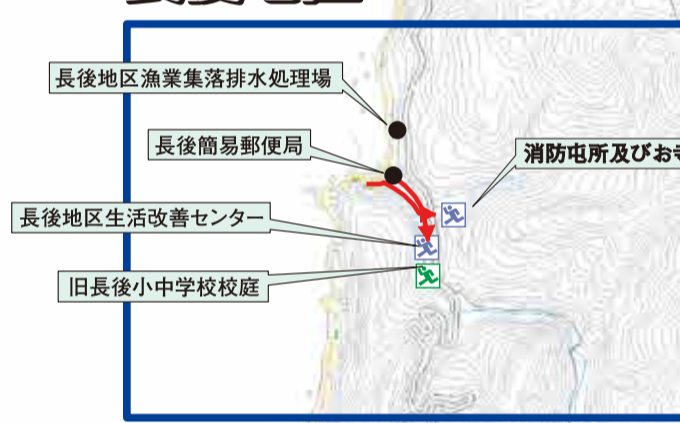 長後地区漁業集落排水処理場
長後簡易郵便局
消防屯所及びお
長後地区生活改善センター
旧長後小中学校校庭